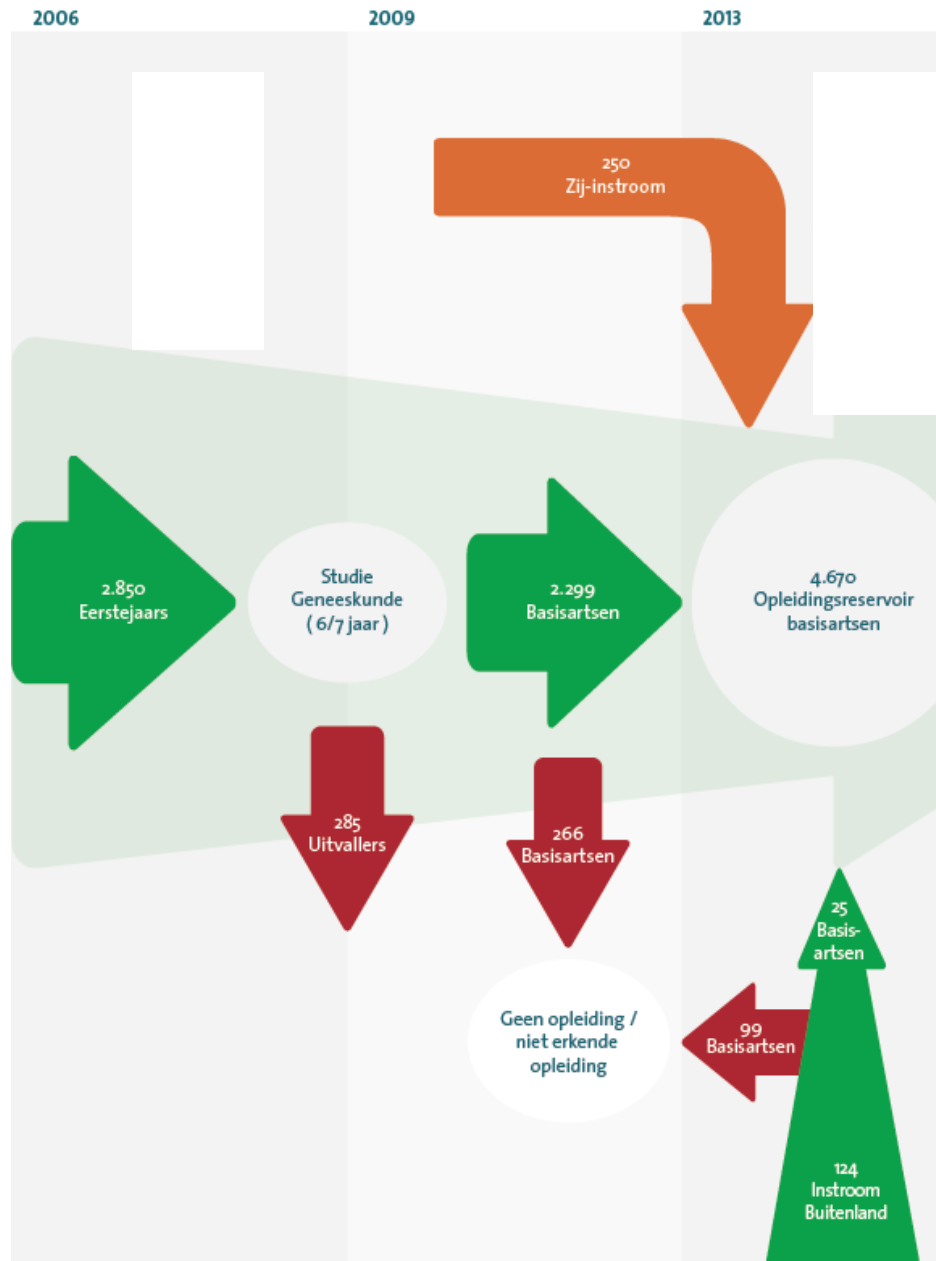 2006
2009
2013
250
Zij-instroom
2.850
Eerstejaars
Studie
Geneeskunde
( 6/7 jaar )
2.299
Basisartsen
4.670
Opleidingsreservoir
basisartsen
285
Uitvallers
266
Basisartsen
25
Basis-
artsen
Geen opleiding /
niet erkende
opleiding
99
Basisartsen
124
Instroom
Buitenland